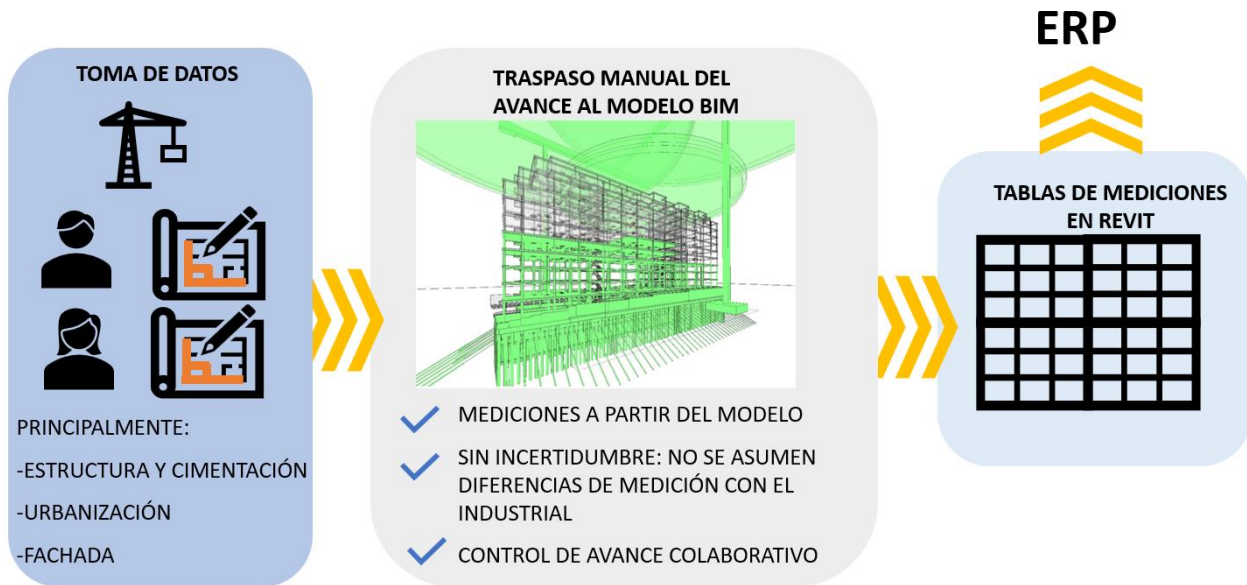 TOMA DE DATOS
PRINCIPALMENTE:
-ESTRUCTURA Y CIMENTACIÓN
-URBANIZACIÓN
-FACHADA
TRASPASO MANUAL DEL
AVANCE AL MODELO BIM
MEDICIONES A PARTIR DEL MODELO
SIN INCERTIDUMBRE: NO SE ASUMEN
DIFERENCIAS DE MEDICIÓN CON EL
INDUSTRIAL
CONTROL DE AVANCE COLABORATIVO
ERP
TABLAS DE MEDICIONES
EN REVIT